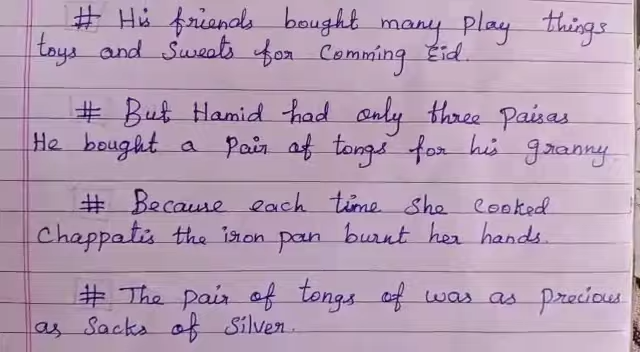 # His friends bought many Play things
toys and Sweats for Comming Eid.
# But Hamid had only three Paisas
He bought a Pair of tongs for his granny
# Because each time She Cooked
Chappatis the iron pan burnt her hands.
# The pair of tongs of was as Precious
as Sacks of Silver.